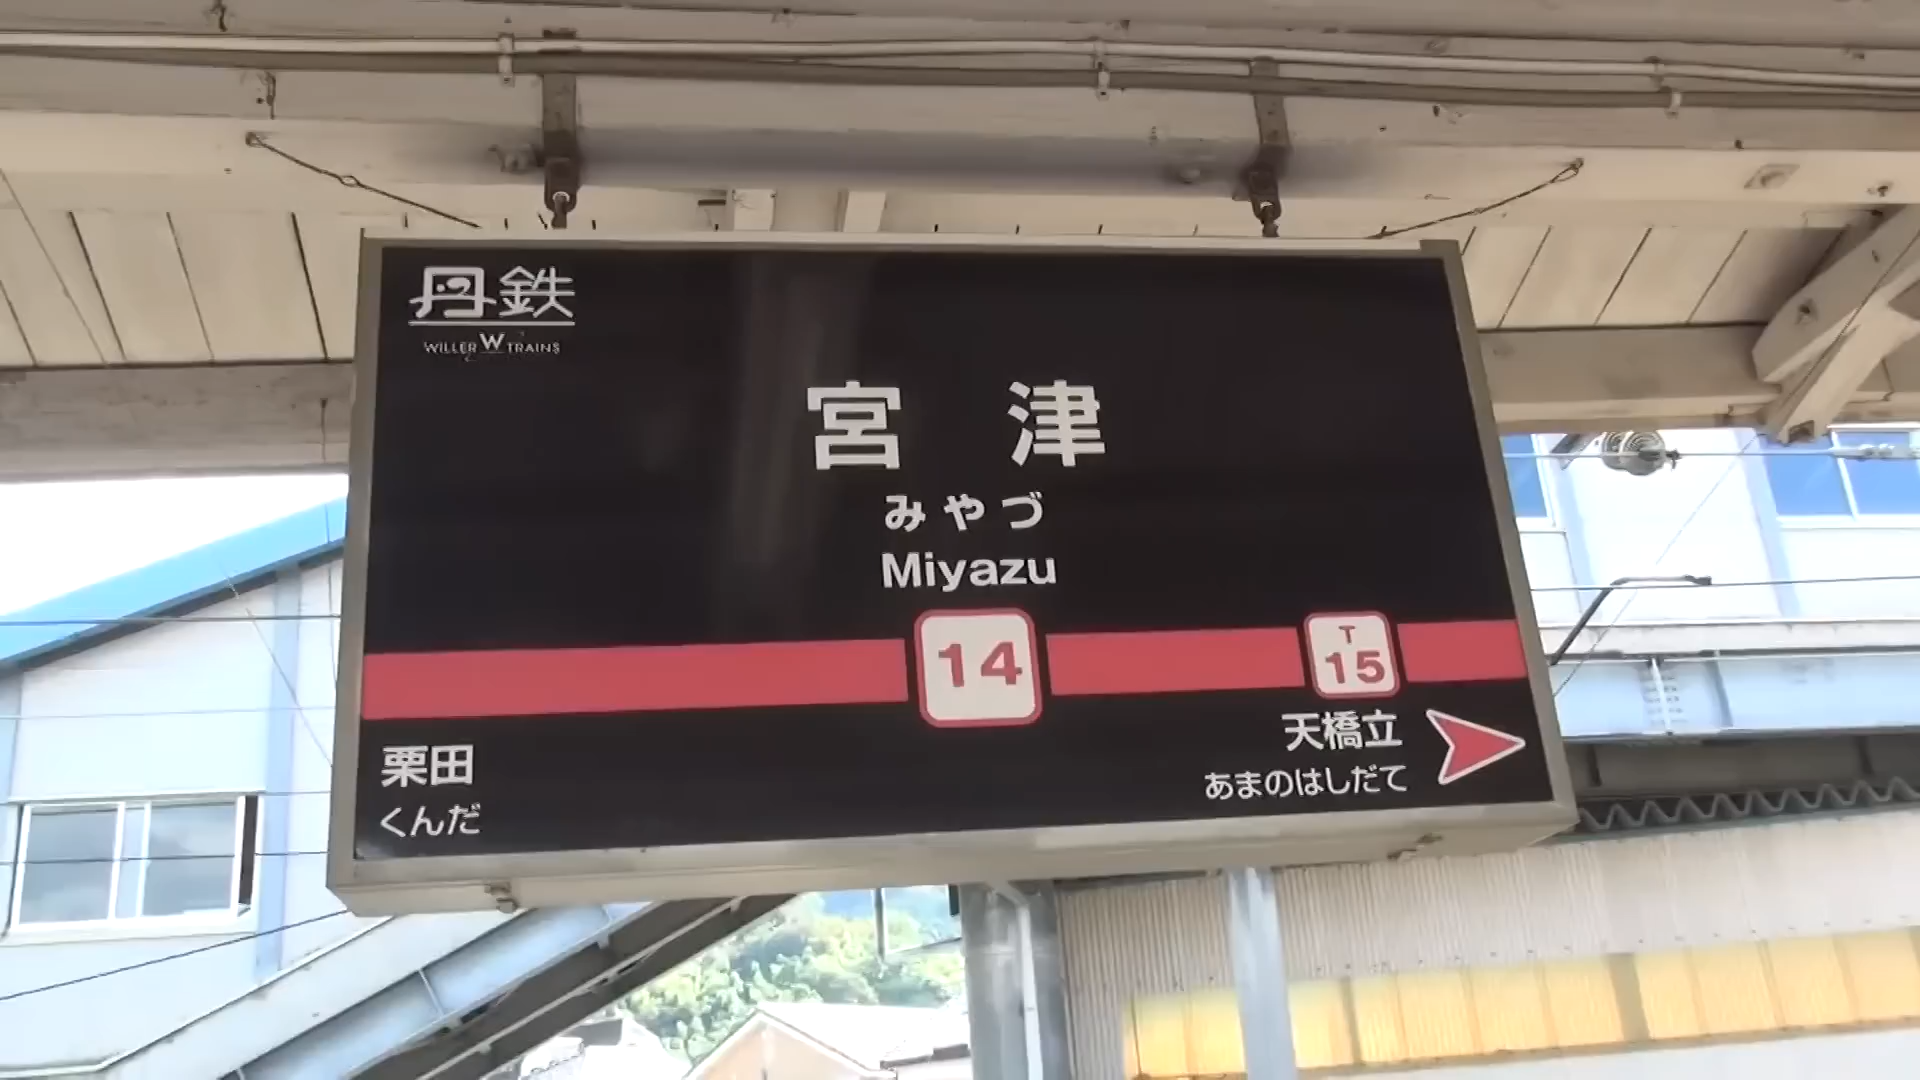 丹鉄
WILLER TRAINS
宮津
みやづ
Miyazu
14
T
15
栗田
くんだ
天橋立
あまのはしだて